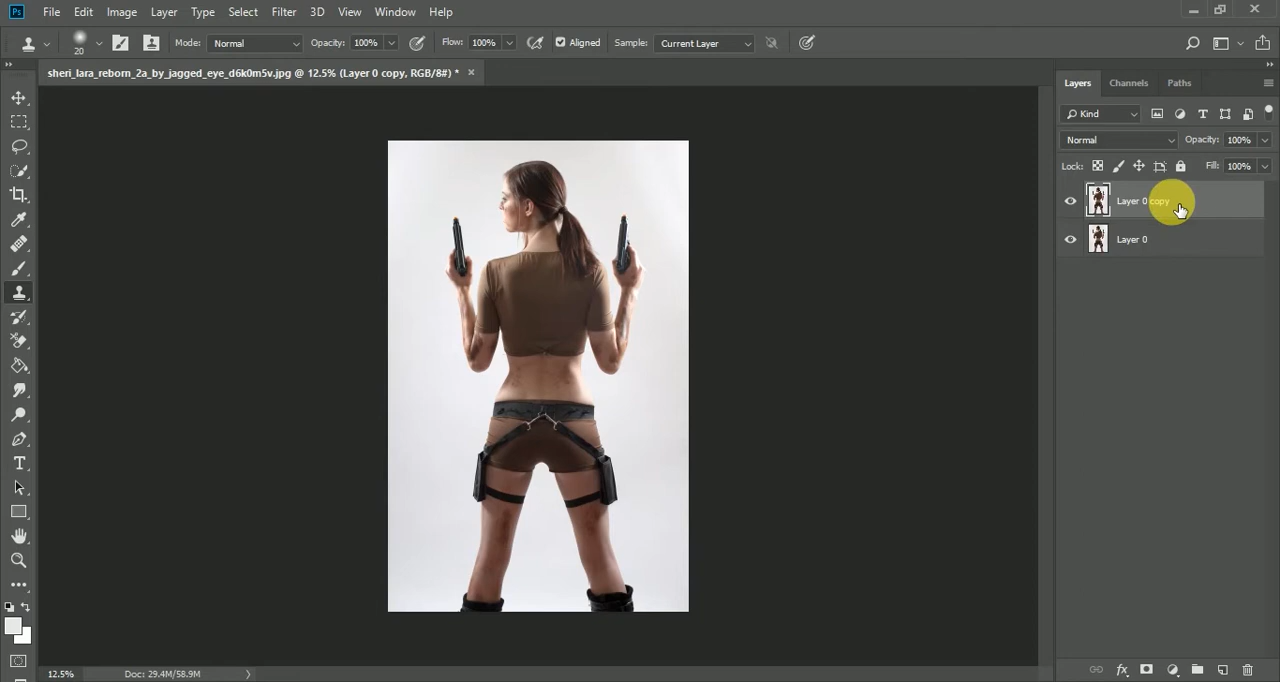 Ps File Edit Image Layer Type Select Filter 3D View Window Help
20 Mode: Normal Opacity: 100% Flow: 100% Aligned Sample: Current Layer
sheri_lara_reborn_2a_by_jagged_eye_d6k0m5v.jpg @ 12.5% (Layer 0 copy, RGB/8#) * ×
Layers Channels Paths
Kind
Normal Opacity: 100%
Lock: Fill: 100%
Layer 0 copy
Layer 0
12.5% Doc: 29.4M/58.9M